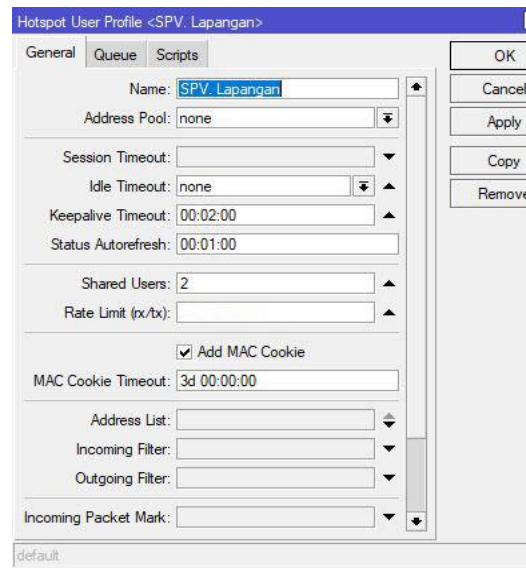 Hotspot User Profile <SPV. Lapangan>
General Queue Scripts
OK
Name: SPV. Lapangan
Cancel
Address Pool: none
Apply
Session Timeout:
Copy
Idle Timeout: none
Remove
Keepalive Timeout: 00:02:00
Status Autorefresh: 00:01:00
Shared Users: 2
Rate Limit (rx/tx):
Add MAC Cookie
MAC Cookie Timeout: 3d 00:00:00
Address List:
Incoming Filter:
Outgoing Filter:
Incoming Packet Mark:
default